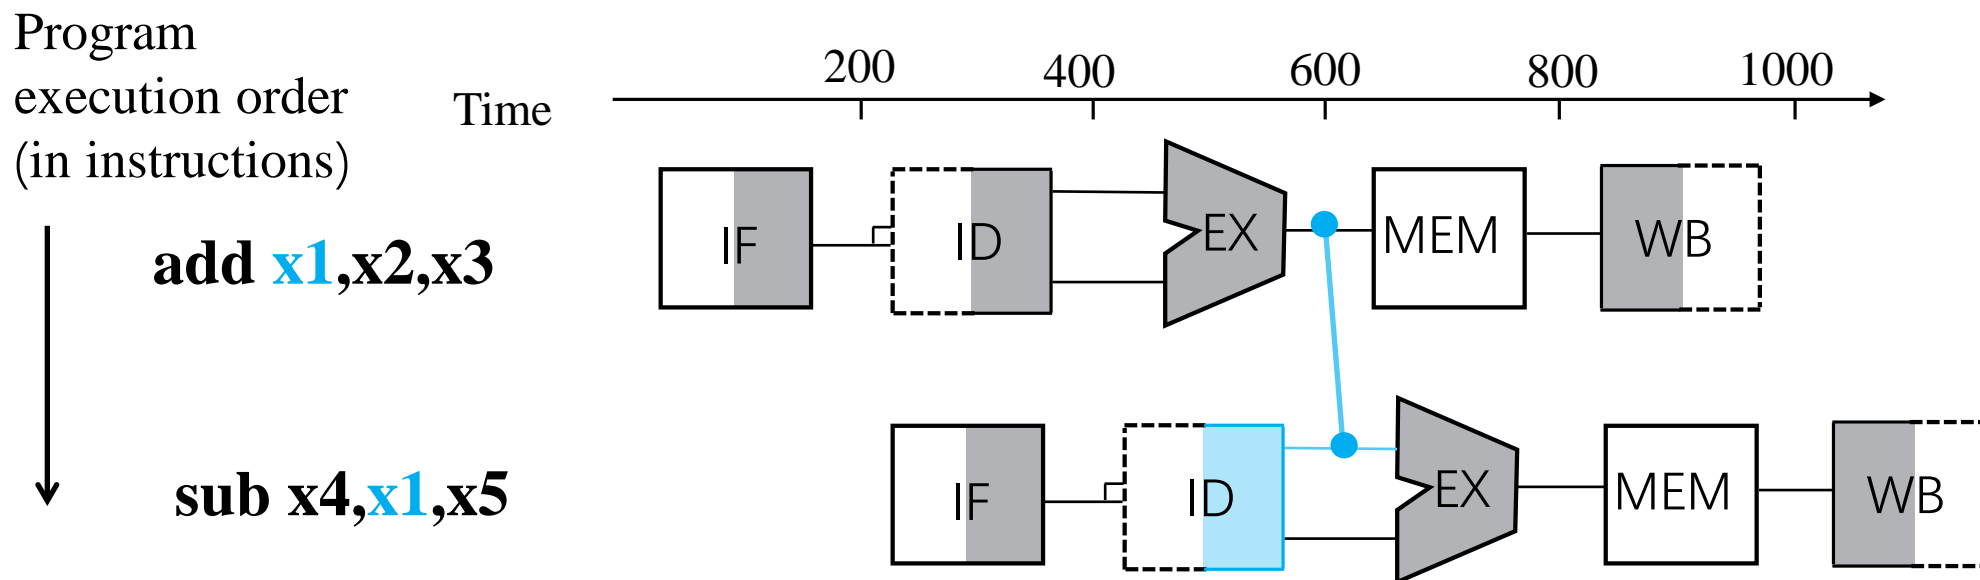 Program
execution order
(in instructions)
Time
200 400 600 800 1000
add x1,x2,x3
IF ID EX MEM WB
sub x4,x1,x5
IF ID EX MEM WB